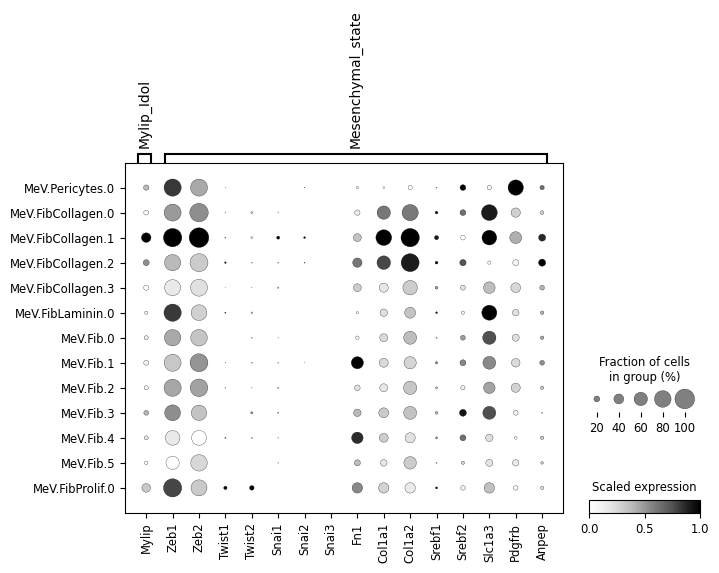 Mylip_Idol
Mesenchymal_state
MeV.Pericytes.0
MeV.FibCollagen.0
MeV.FibCollagen.1
MeV.FibCollagen.2
MeV.FibCollagen.3
MeV.FibLaminin.0
MeV.Fib.0
MeV.Fib.1
MeV.Fib.2
MeV.Fib.3
MeV.Fib.4
MeV.Fib.5
MeV.FibProlif.0
Mylip
Zeb1
Zeb2
Twist1
Twist2
Snai1
Snai2
Snai3
Fn1
Col1a1
Col1a2
Srebf1
Srebf2
Slc1a3
Pdgfrb
Anpep
Fraction of cells
in group (%)
20 40 60 80 100
Scaled expression
0.0 0.5 1.0